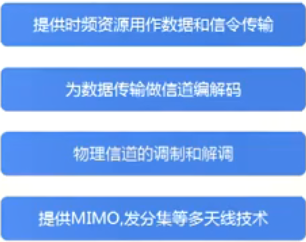 提供时频资源用作数据和信令传输
为数据传输做信道编解码
物理信道的调制和解调
提供MIMO,发分集等多天线技术